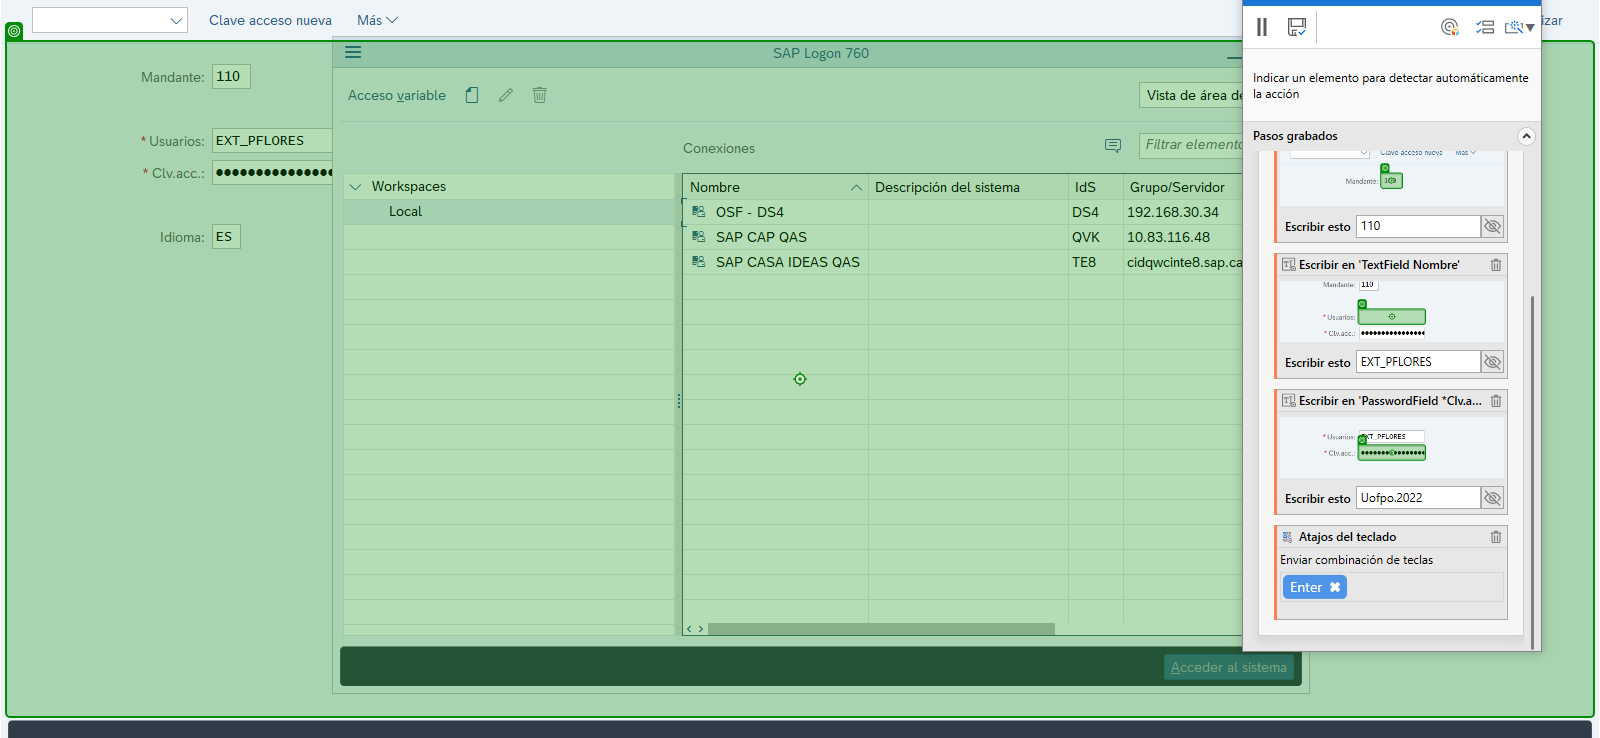 Clave acceso nueva
Más
izar
Mandante: 110
* Usuarios: EXT_PFLORES
* Clv.acc.: ●●●●●●●●●●●●●●●
Idioma: ES
SAP Logon 760
Acceso variable
Vista de área de
Conexiones
Filtrar elemento
Workspaces
Local
Nombre Descripción del sistema IdS Grupo/Servidor
OSF - DS4 DS4 192.168.30.34
SAP CAP QAS QVK 10.83.116.48
SAP CASA IDEAS QAS TE8 cidqwcinte8.sap.ca
Acceder al sistema
Indicar un elemento para detectar automáticamente
la acción
Pasos grabados
Clave acceso nueva Más
Mandante:
Escribir esto 110
Escribir en 'TextField Nombre'
Mandante: 110
* Usuarios:
* Clv.acc.: ●●●●●●●●●●●●●●●
Escribir esto EXT_PFLORES
Escribir en 'PasswordField *Clv.a...
* Usuarios: EXT_PFLORES
* Clv.acc.: ●●●●●●●●●●●●●●●
Escribir esto Uofpo.2022
Atajos del teclado
Enviar combinación de teclas
Enter